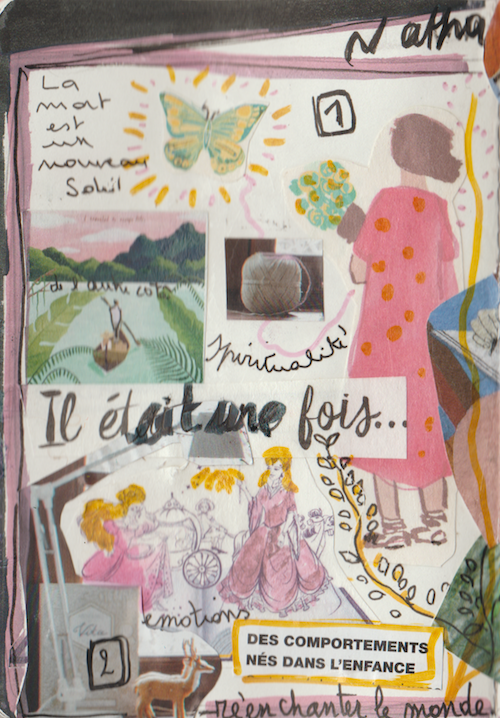 Natha
La
mort
est
un
nouveau
Soleil
1
de l'autre côté
Spiritualité
Il était une fois...
émotions
DES COMPORTEMENTS
NÉS DANS L'ENFANCE
2
réenchanter le monde.